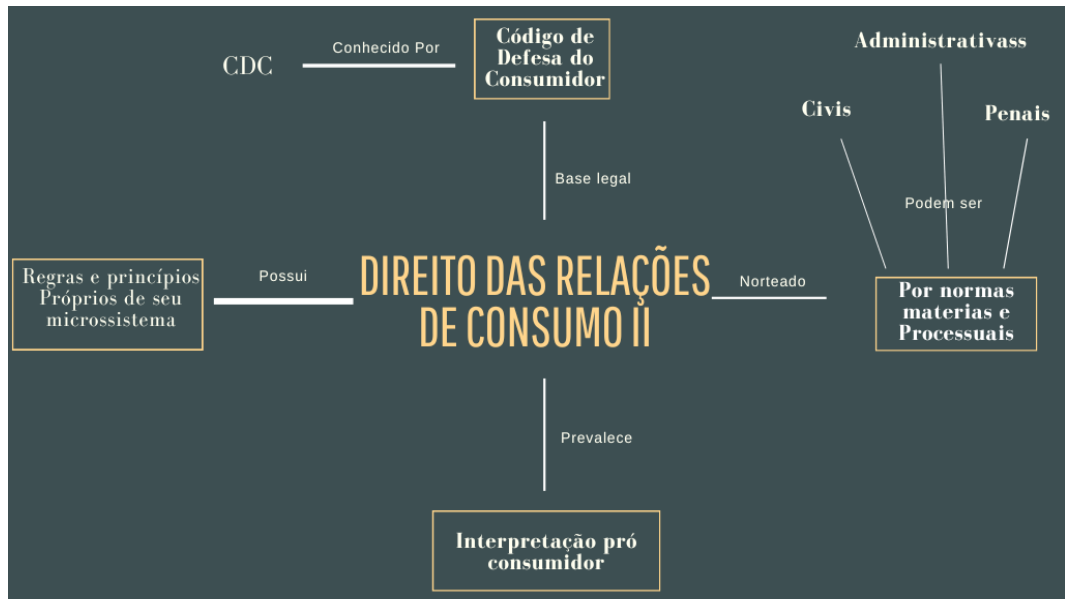 CDC
Conhecido Por
Código de
Defesa do
Consumidor
Administrativass
Civis
Penais
Podem ser
Base legal
Regras e princípios
Próprios de seu
microssistema
Possui
DIREITO DAS RELAÇÕES
DE CONSUMO II
Norteado
Por normas
materias e
Processuais
Prevalece
Interpretação pró
consumidor